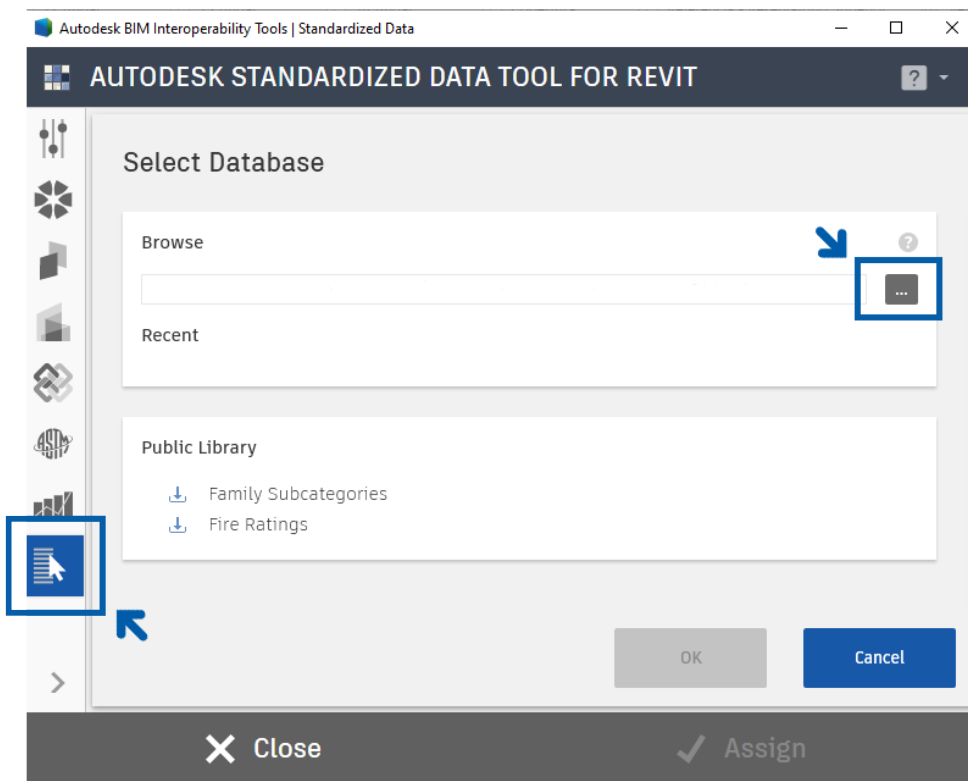 Autodesk BIM Interoperability Tools | Standardized Data
AUTODESK STANDARDIZED DATA TOOL FOR REVIT
?
Select Database
Browse
?
...
Recent
ASTM
Public Library
Family Subcategories
Fire Ratings
OK
Cancel
Close
Assign